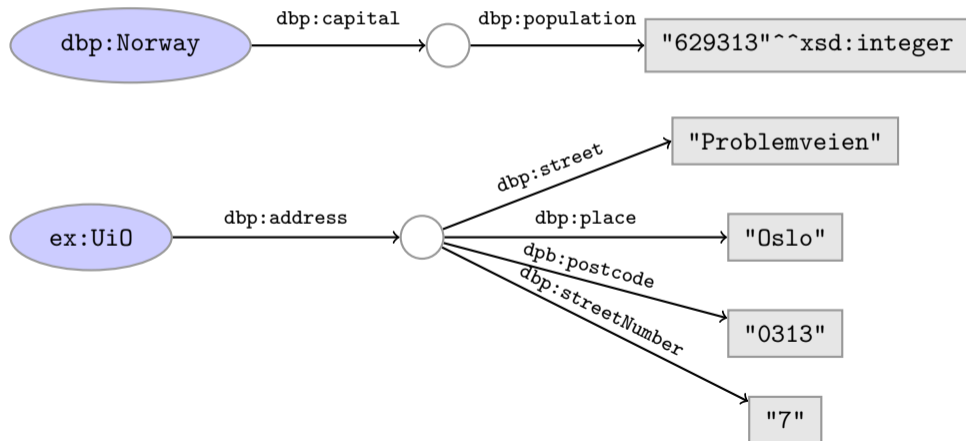 dbp:capital
dbp:population
dbp:Norway
"629313"^^xsd:integer
"Problemveien"
dbp:street
dbp:address
dbp:place
ex:UiO
"Oslo"
dpb:postcode
dbp:streetNumber
"0313"
"7"